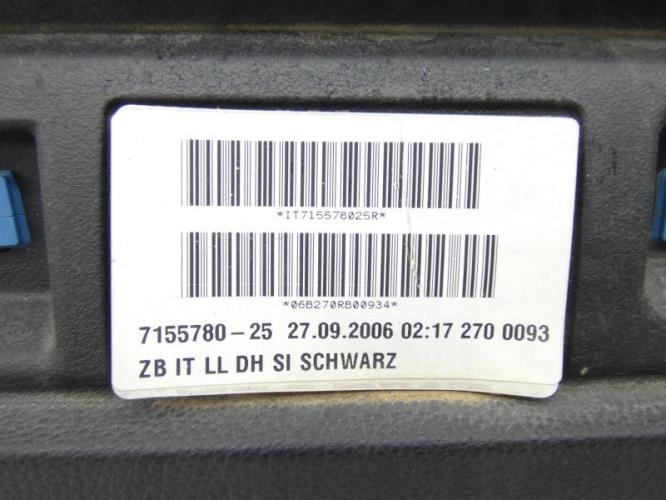 *IT715578025R*
*06B270RB00934*
7155780-25 27.09.2006 02:17 270 0093
ZB IT LL DH SI SCHWARZ